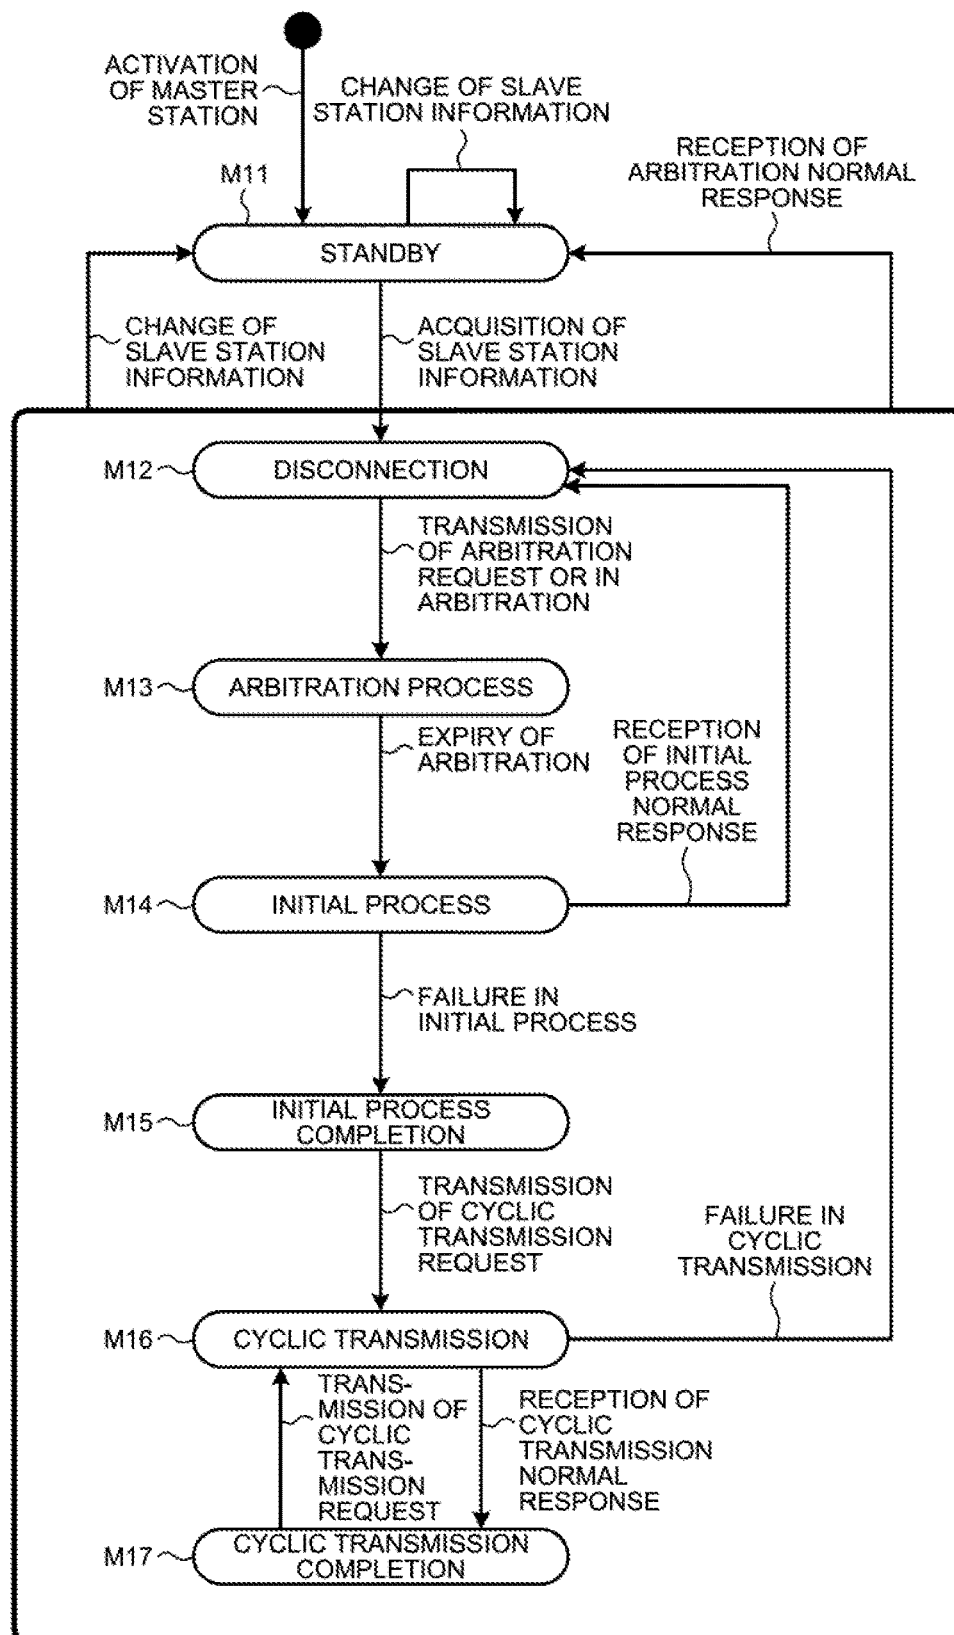 ACTIVATION
OF MASTER
STATION
CHANGE OF SLAVE
STATION INFORMATION
RECEPTION OF
ARBITRATION NORMAL
RESPONSE
M11
STANDBY
CHANGE OF
SLAVE STATION
INFORMATION
ACQUISITION OF
SLAVE STATION
INFORMATION
M12
DISCONNECTION
TRANSMISSION
OF ARBITRATION
REQUEST OR IN
ARBITRATION
M13
ARBITRATION PROCESS
EXPIRY OF
ARBITRATION
RECEPTION
OF INITIAL
PROCESS
NORMAL
RESPONSE
M14
INITIAL PROCESS
FAILURE IN
INITIAL PROCESS
M15
INITIAL PROCESS
COMPLETION
TRANSMISSION
OF CYCLIC
TRANSMISSION
REQUEST
FAILURE IN
CYCLIC
TRANSMISSION
M16
CYCLIC TRANSMISSION
TRANS-
MISSION OF
CYCLIC
TRANS-
MISSION
REQUEST
RECEPTION OF
CYCLIC
TRANSMISSION
NORMAL
RESPONSE
M17
CYCLIC TRANSMISSION
COMPLETION